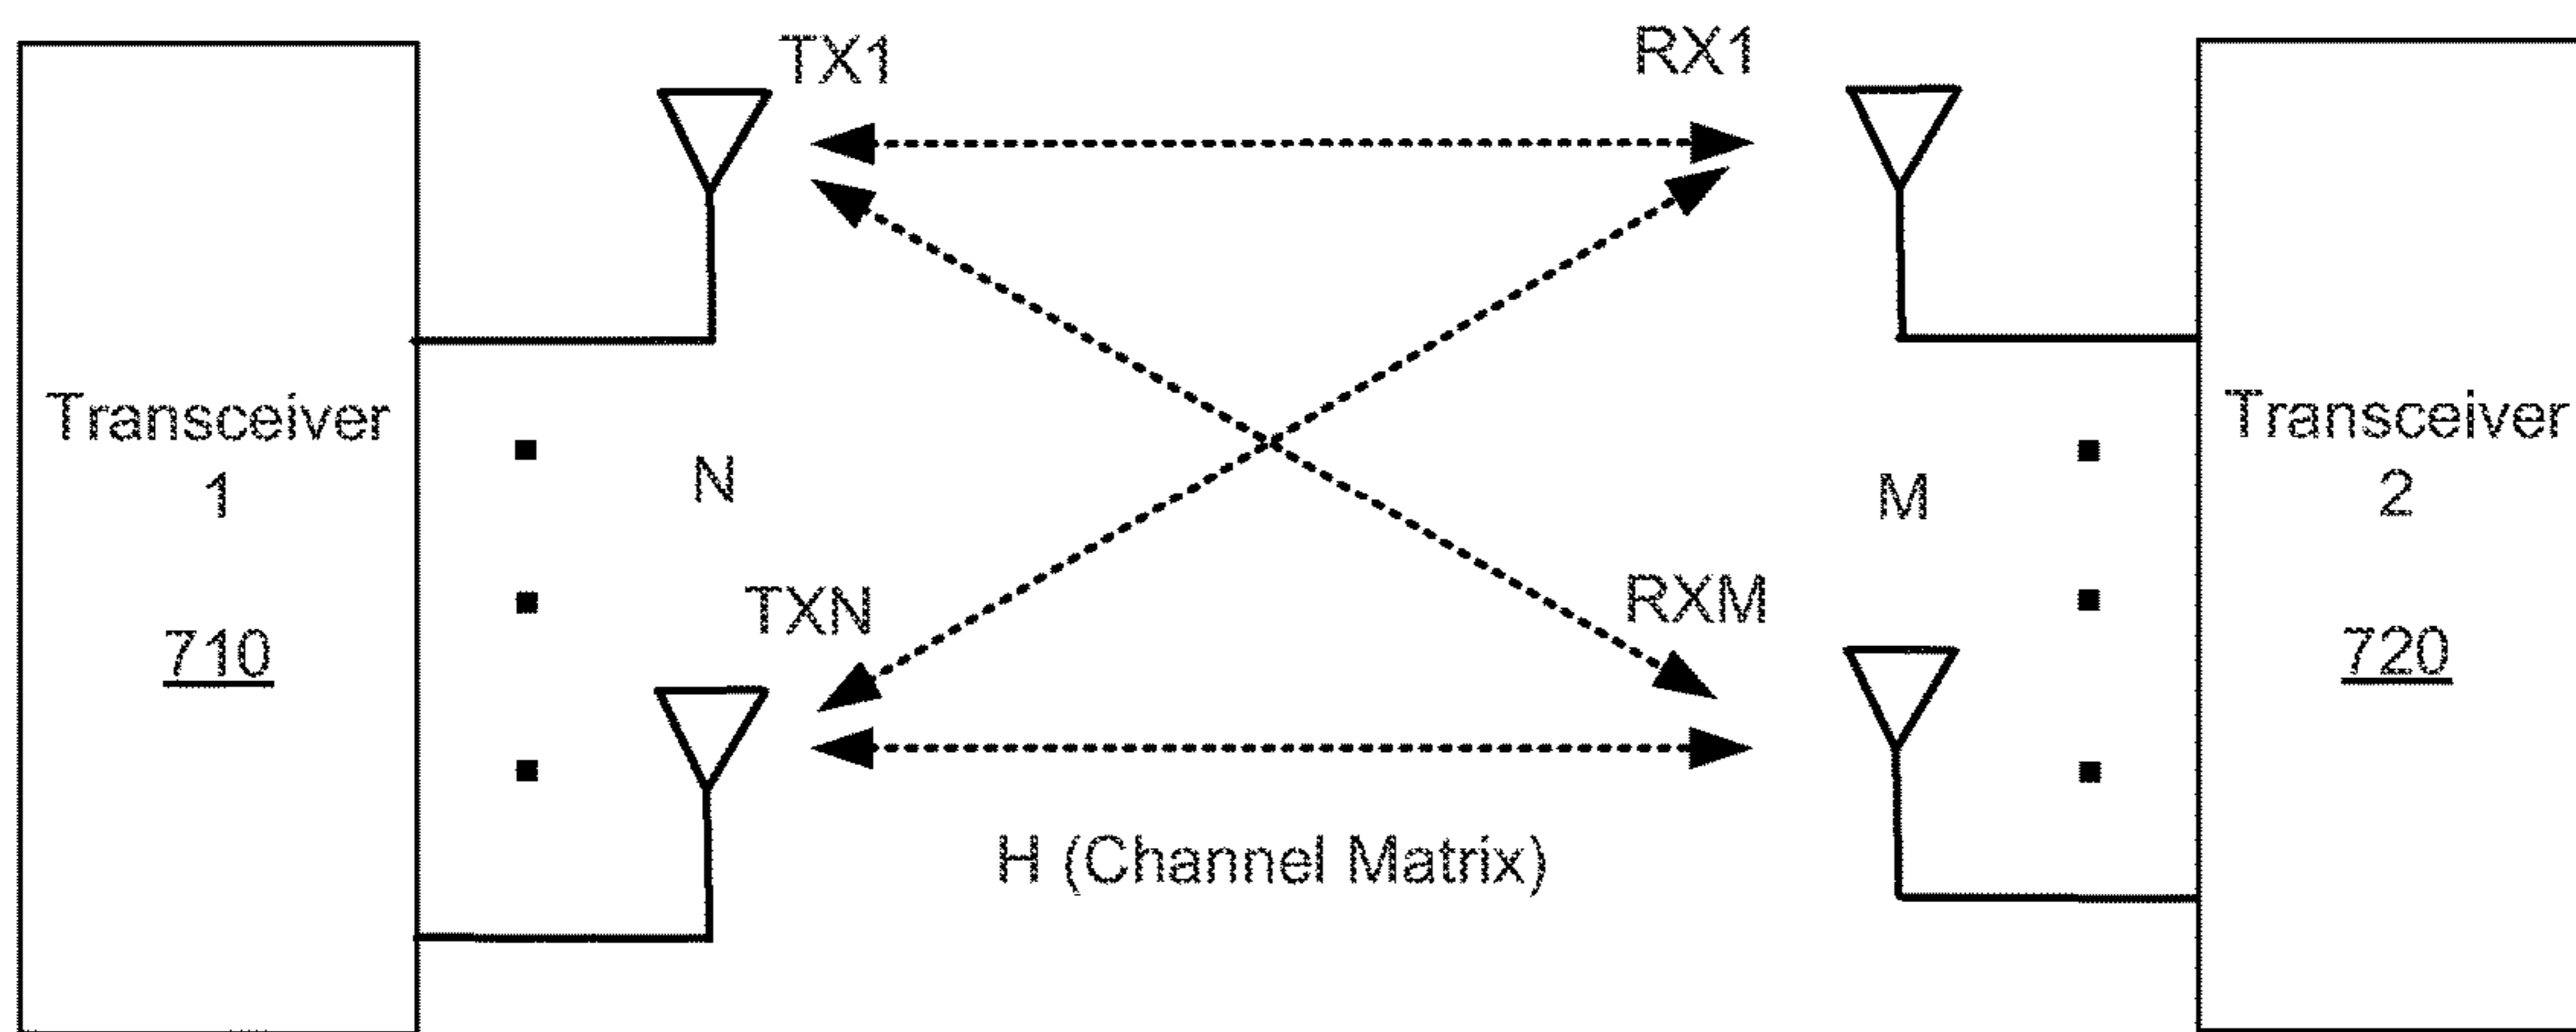 TX1
RX1
Transceiver
1
710
N
TXN
RXM
M
Transceiver
2
720
H (Channel Matrix)